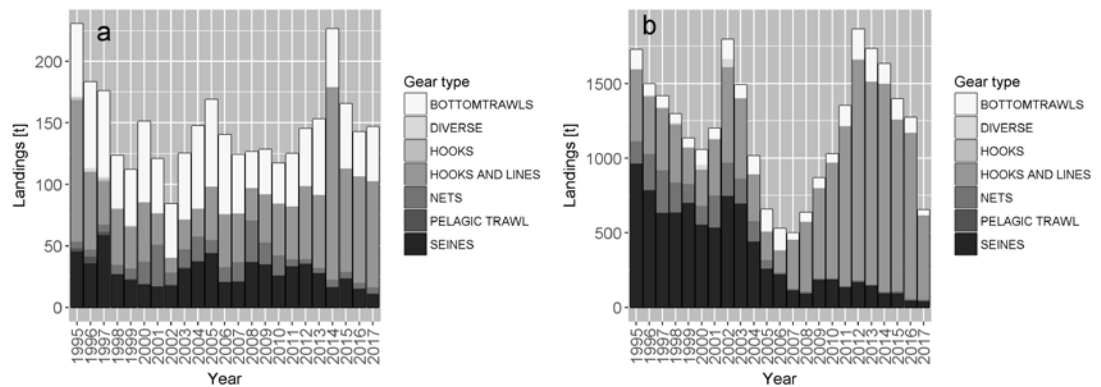 a
Landings [t]
200
150
100
50
0
1995
1996
1997
1998
1999
2000
2001
2002
2003
2004
2005
2006
2007
2008
2009
2010
2011
2012
2013
2014
2015
2016
2017
Year
Gear type
BOTTOMTRAWLS
DIVERSE
HOOKS
HOOKS AND LINES
NETS
PELAGIC TRAWL
SEINES
b
Landings [t]
1500
1000
500
0
1995
1996
1997
1998
1999
2000
2001
2002
2003
2004
2005
2006
2007
2008
2009
2010
2011
2012
2013
2014
2015
2016
2017
Year
Gear type
BOTTOMTRAWLS
DIVERSE
HOOKS
HOOKS AND LINES
NETS
PELAGIC TRAWL
SEINES